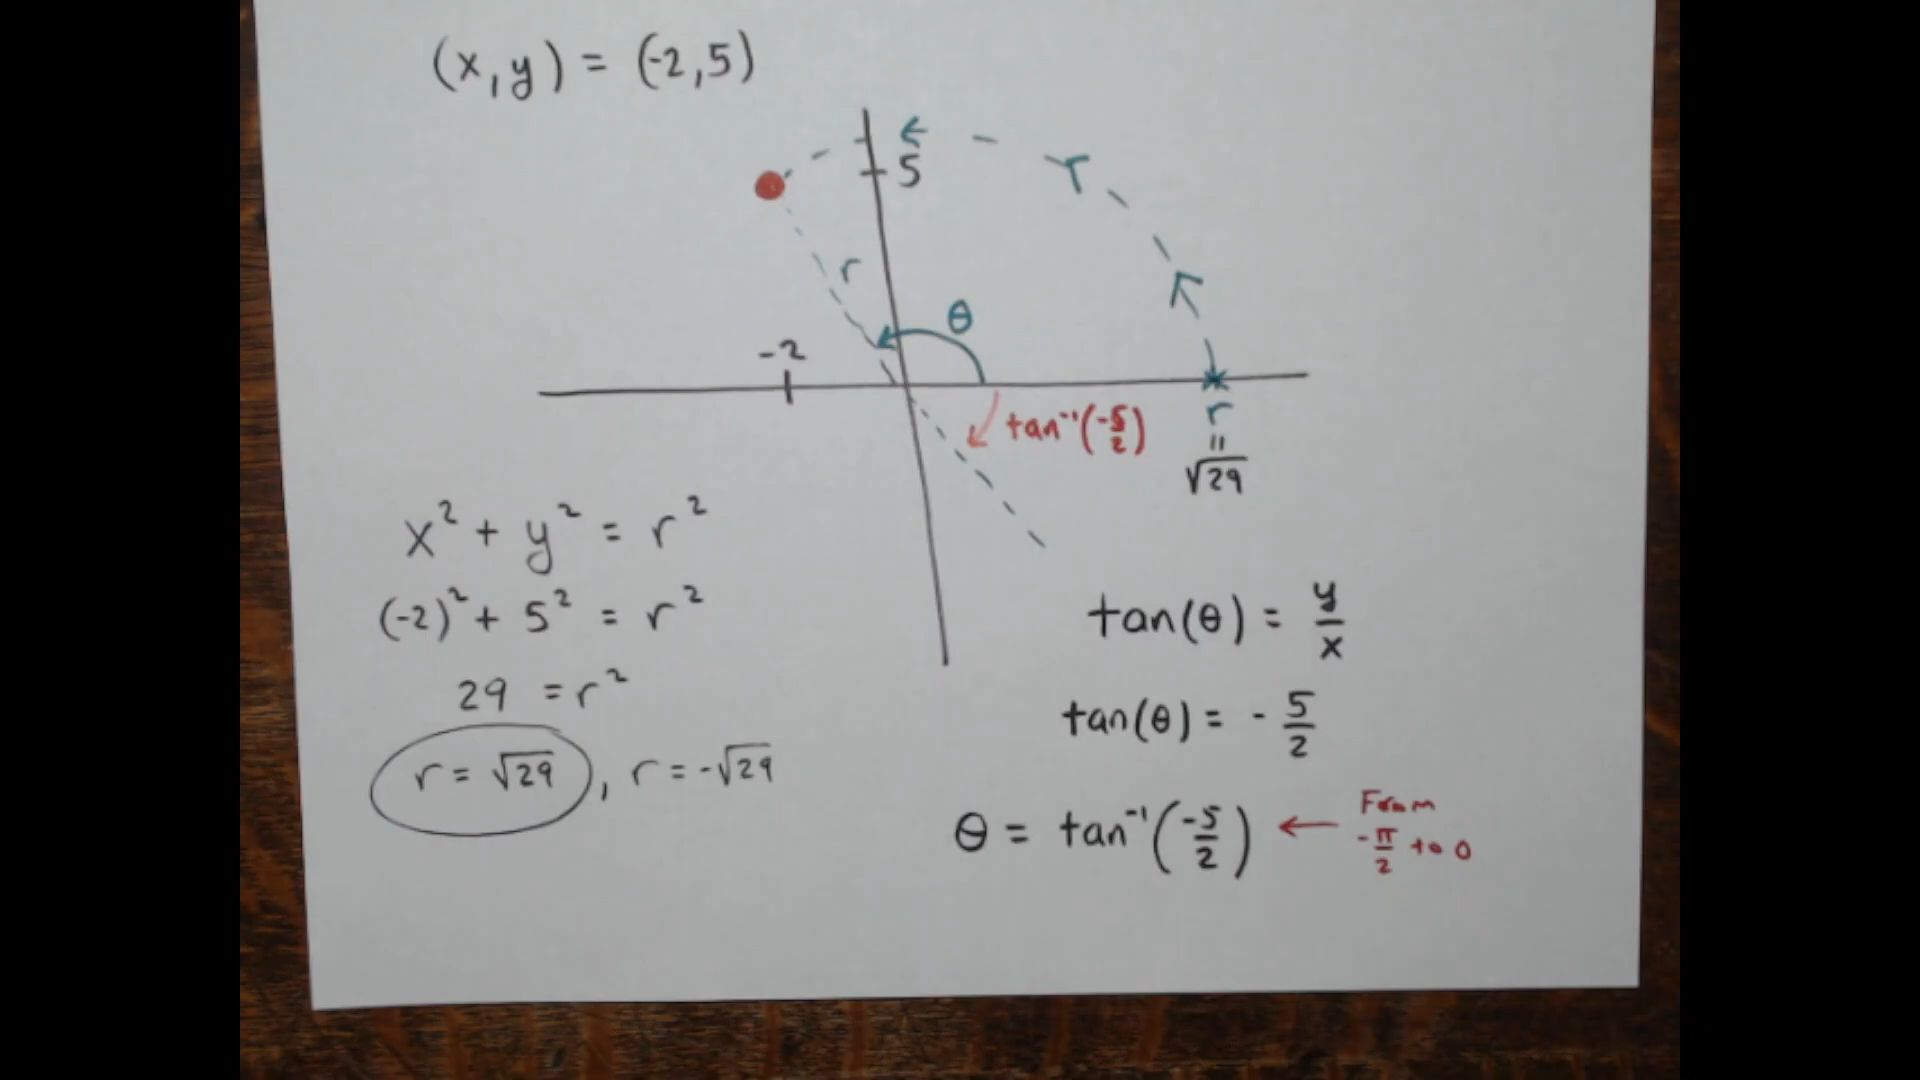 (x,y) = (-2,5)
5
r
θ
-2
tan⁻¹(-5/2)
r
=
√29
x² + y² = r²
(-2)² + 5² = r²
29 = r²
r = √29, r = -√29
tan(θ) = y/x
tan(θ) = - 5/2
θ = tan⁻¹(-5/2) ← From
-π/2 to 0